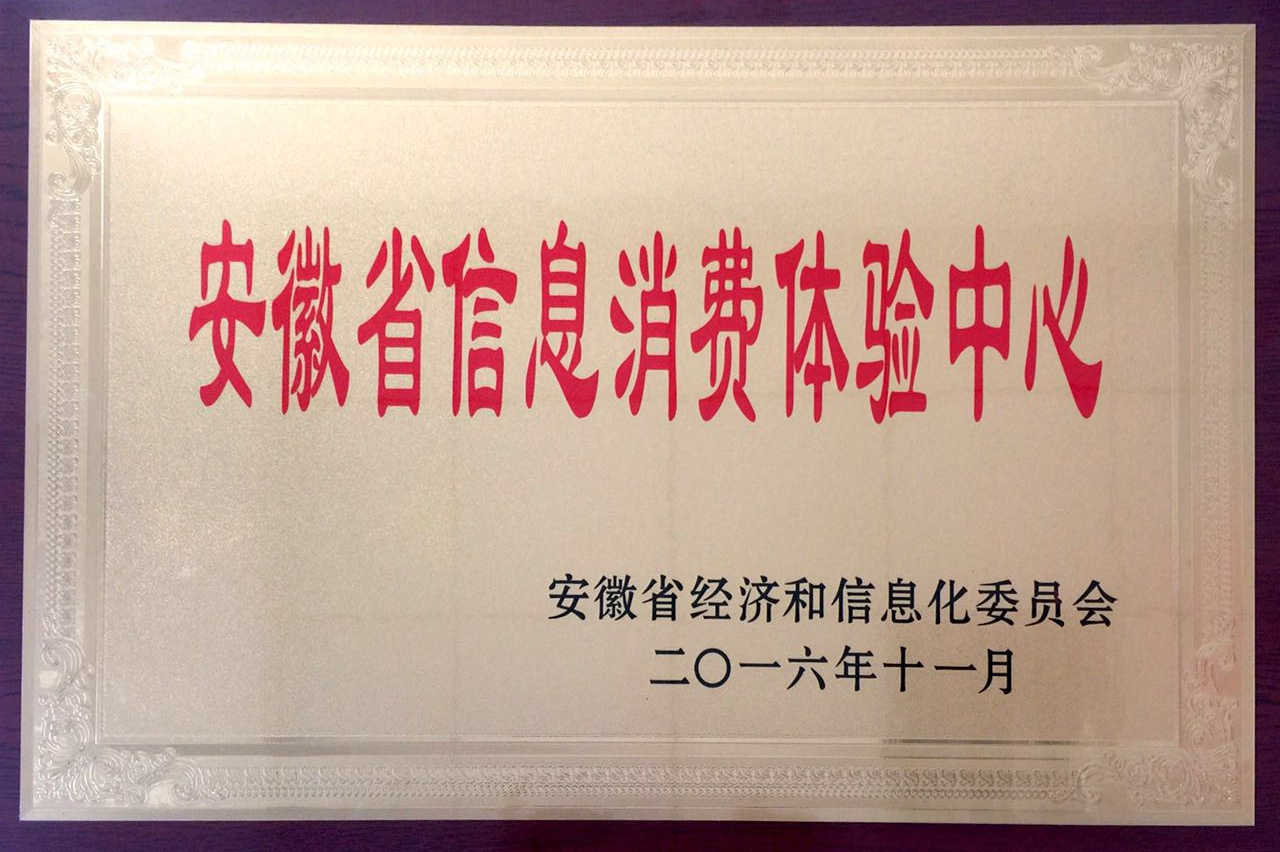 安徽省信息消费体验中心
安徽省经济和信息化委员会
二〇一六年十一月